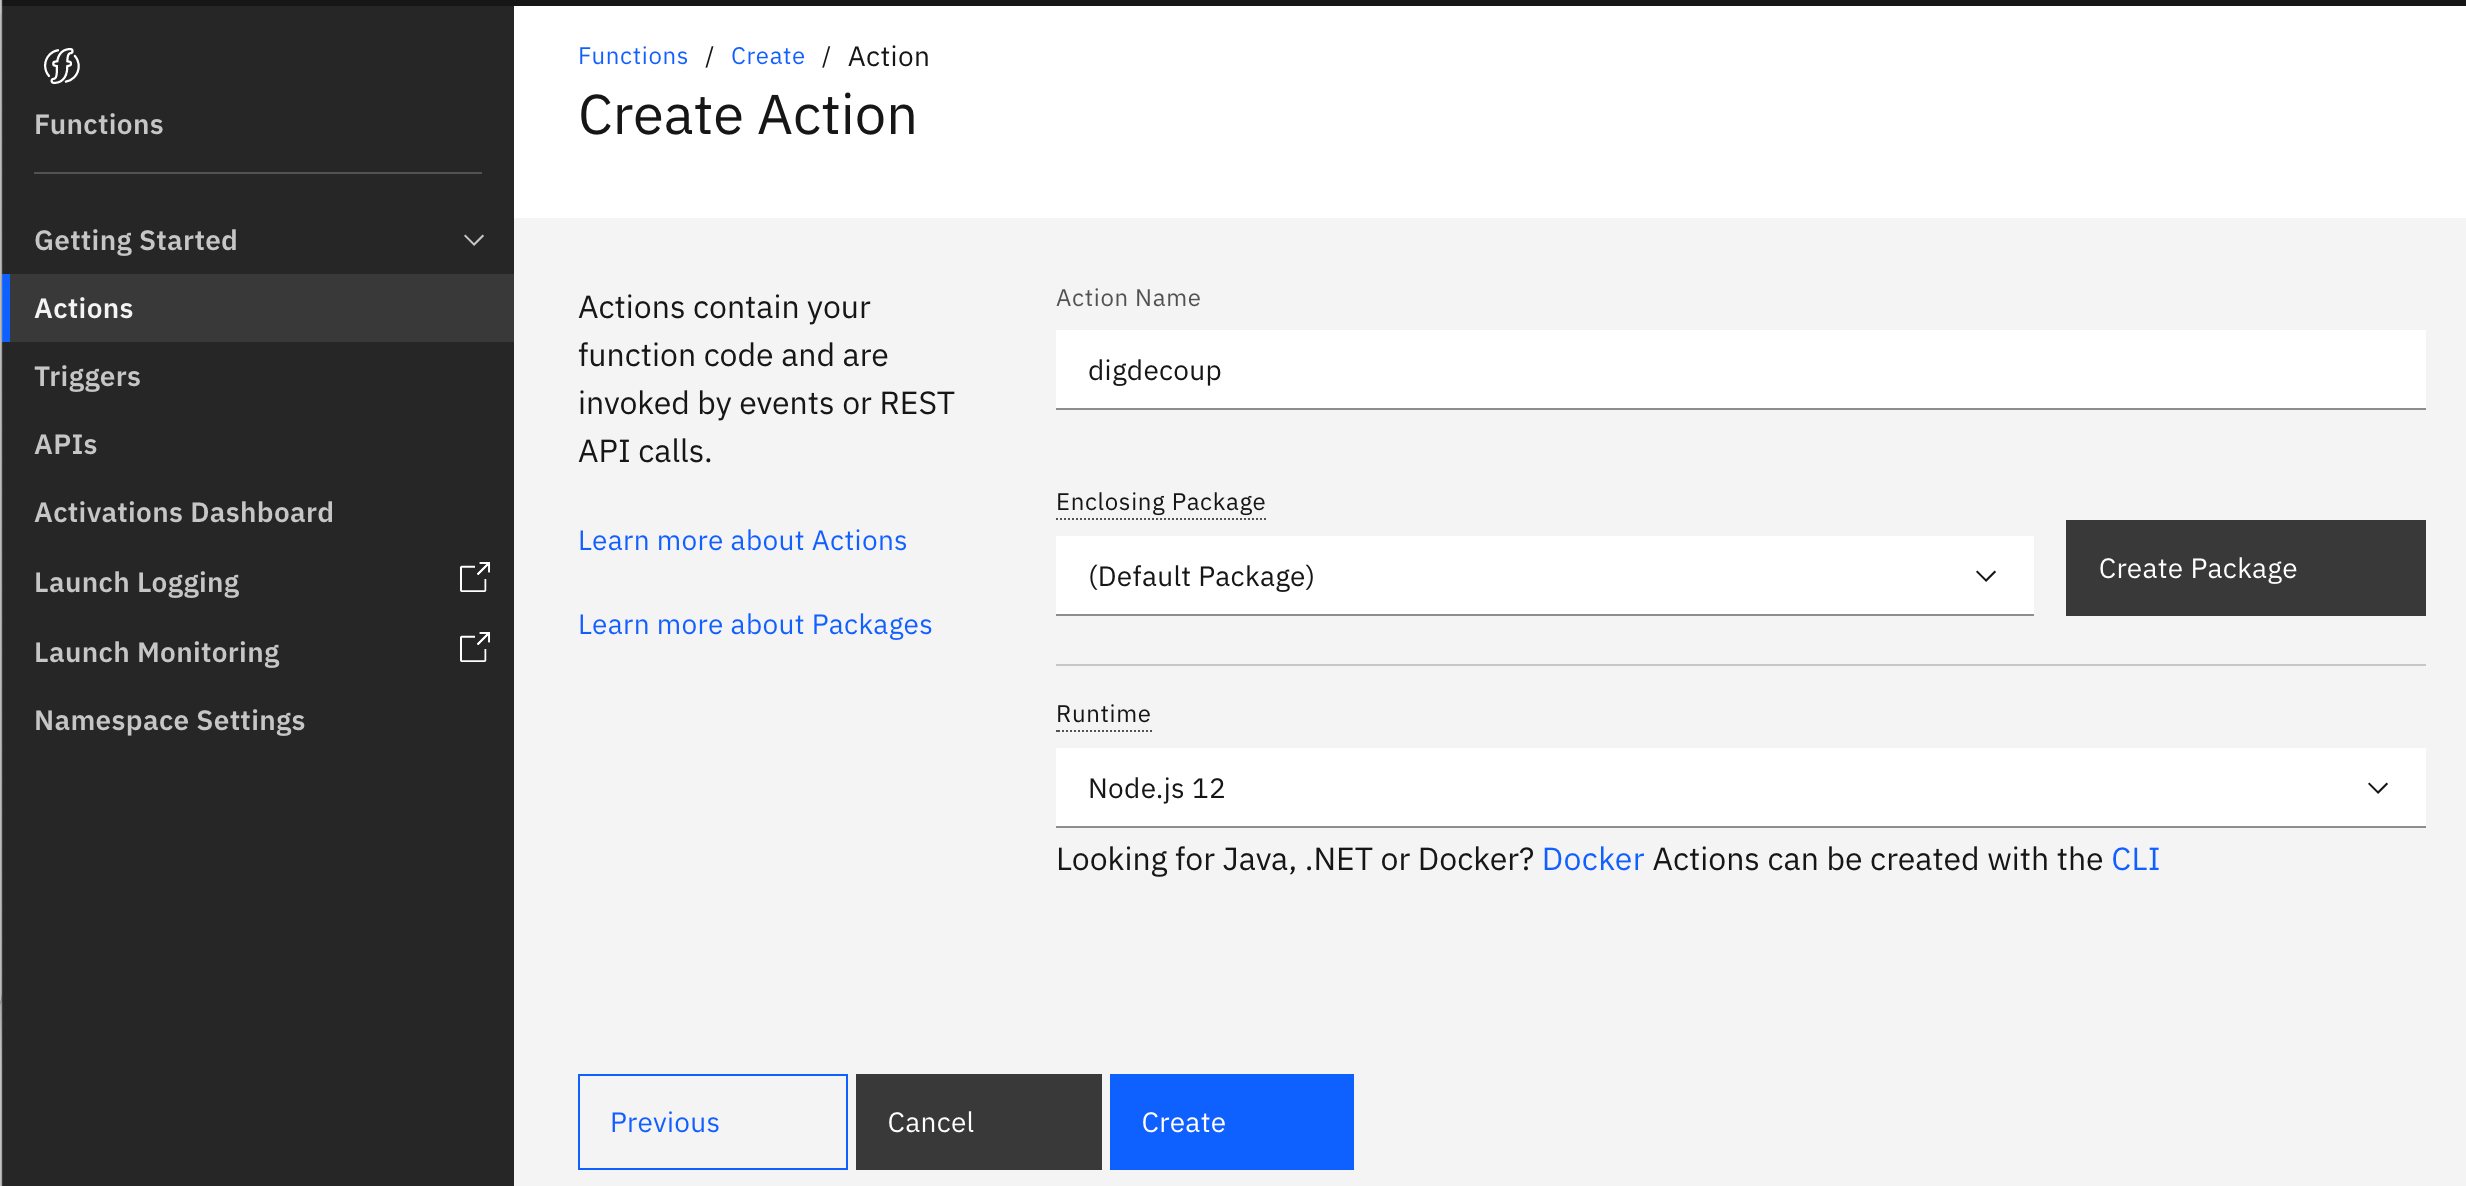 Functions
Getting Started
Actions
Triggers
APIs
Activations Dashboard
Launch Logging
Launch Monitoring
Namespace Settings
Functions / Create / Action
Create Action
Actions contain your
function code and are
invoked by events or REST
API calls.
Learn more about Actions
Learn more about Packages
Action Name
digdecoup
Enclosing Package
(Default Package)
Create Package
Runtime
Node.js 12
Looking for Java, .NET or Docker? Docker Actions can be created with the CLI
Previous
Cancel
Create